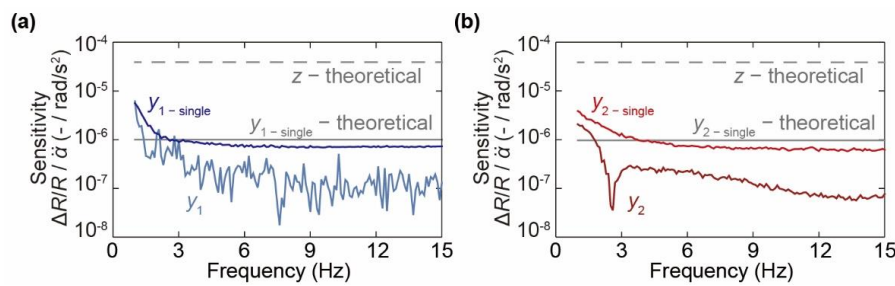 (a)
Sensitivity
ΔR/R / α̈ (- / rad/s²)
10⁻⁴
10⁻⁵
10⁻⁶
10⁻⁷
10⁻⁸
z − theoretical
y₁₋single
y₁₋single - theoretical
y₁
0 3 6 9 12 15
Frequency (Hz)
(b)
Sensitivity
ΔR/R / α̈ (- / rad/s²)
10⁻⁴
10⁻⁵
10⁻⁶
10⁻⁷
10⁻⁸
z − theoretical
y₂₋single
y₂₋single - theoretical
y₂
0 3 6 9 12 15
Frequency (Hz)